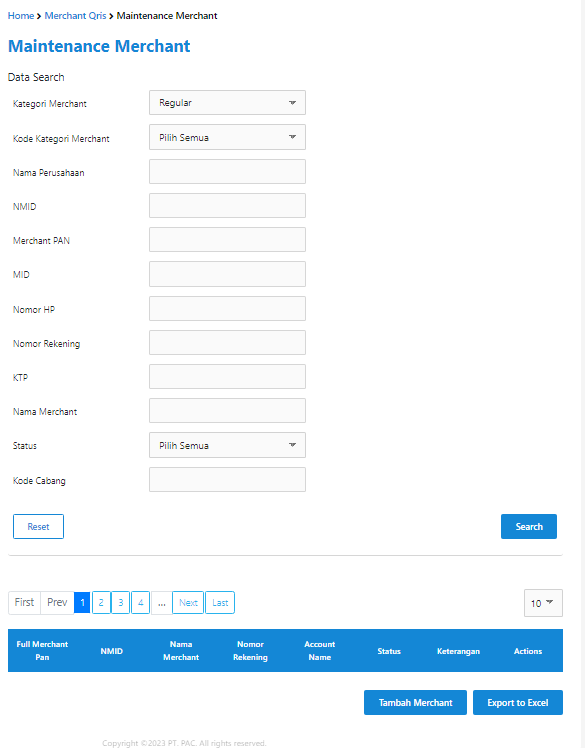 Home > Merchant Qris > Maintenance Merchant
Maintenance Merchant
Data Search
Kategori Merchant Regular
Kode Kategori Merchant Pilih Semua
Nama Perusahaan
NMID
Merchant PAN
MID
Nomor HP
Nomor Rekening
KTP
Nama Merchant
Status Pilih Semua
Kode Cabang
Reset Search
First Prev 1 2 3 4 ... Next Last 10
Full Merchant Pan NMID Nama Merchant Nomor Rekening Account Name Status Keterangan Actions
Tambah Merchant Export to Excel
Copyright ©2023 PT. PAC. All rights reserved.